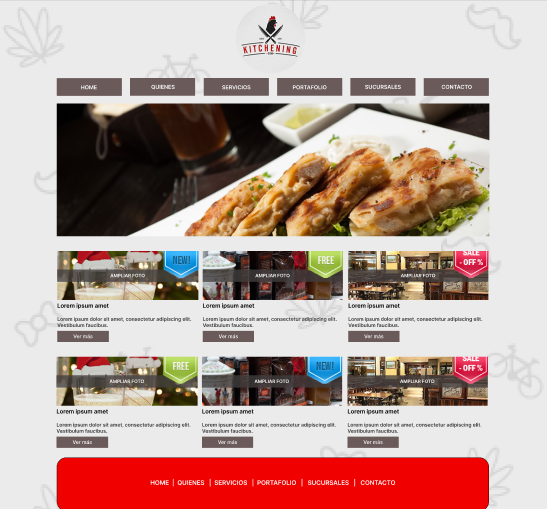 KITCHENING
HOME QUIENES SERVICIOS PORTAFOLIO SUCURSALES CONTACTO
NEW! FREE SALE
- OFF %
AMPLIAR FOTO AMPLIAR FOTO AMPLIAR FOTO
Lorem ipsum amet Lorem ipsum amet Lorem ipsum amet
Lorem ipsum dolor sit amet, consectetur adipiscing elit. Lorem ipsum dolor sit amet, consectetur adipiscing elit. Lorem ipsum dolor sit amet, consectetur adipiscing elit.
Vestibulum faucibus. Vestibulum faucibus. Vestibulum faucibus.
Ver más Ver más Ver más
FREE NEW! SALE
- OFF %
AMPLIAR FOTO AMPLIAR FOTO AMPLIAR FOTO
Lorem ipsum amet Lorem ipsum amet Lorem ipsum amet
Lorem ipsum dolor sit amet, consectetur adipiscing elit. Lorem ipsum dolor sit amet, consectetur adipiscing elit. Lorem ipsum dolor sit amet, consectetur adipiscing elit.
Vestibulum faucibus. Vestibulum faucibus. Vestibulum faucibus.
Ver más Ver más Ver más
HOME | QUIENES | SERVICIOS | PORTAFOLIO | SUCURSALES | CONTACTO